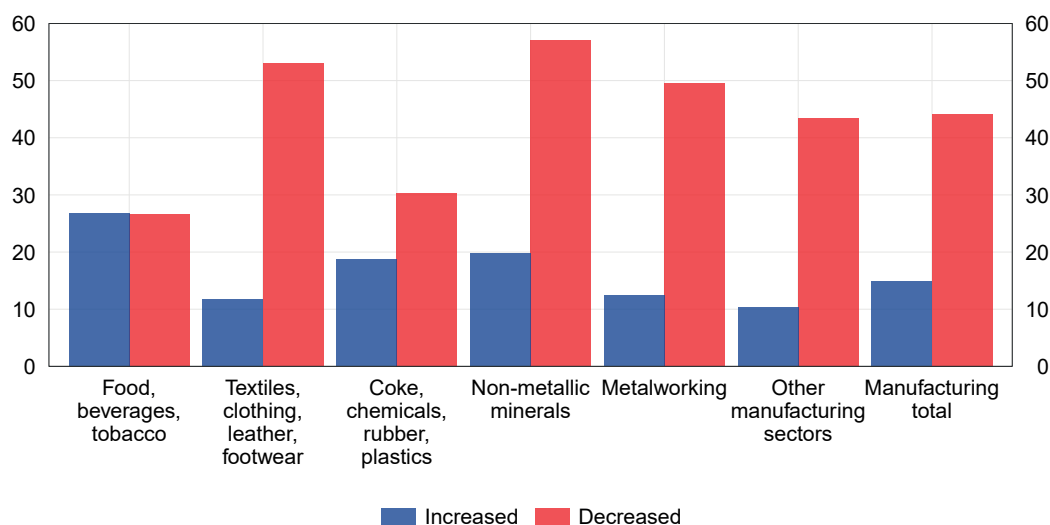 60 60
50 50
40 40
30 30
20 20
10 10
0 0
Food,
beverages,
tobacco
Textiles,
clothing,
leather,
footwear
Coke,
chemicals,
rubber,
plastics
Non-metallic
minerals
Metalworking
Other
manufacturing
sectors
Manufacturing
total
Increased Decreased